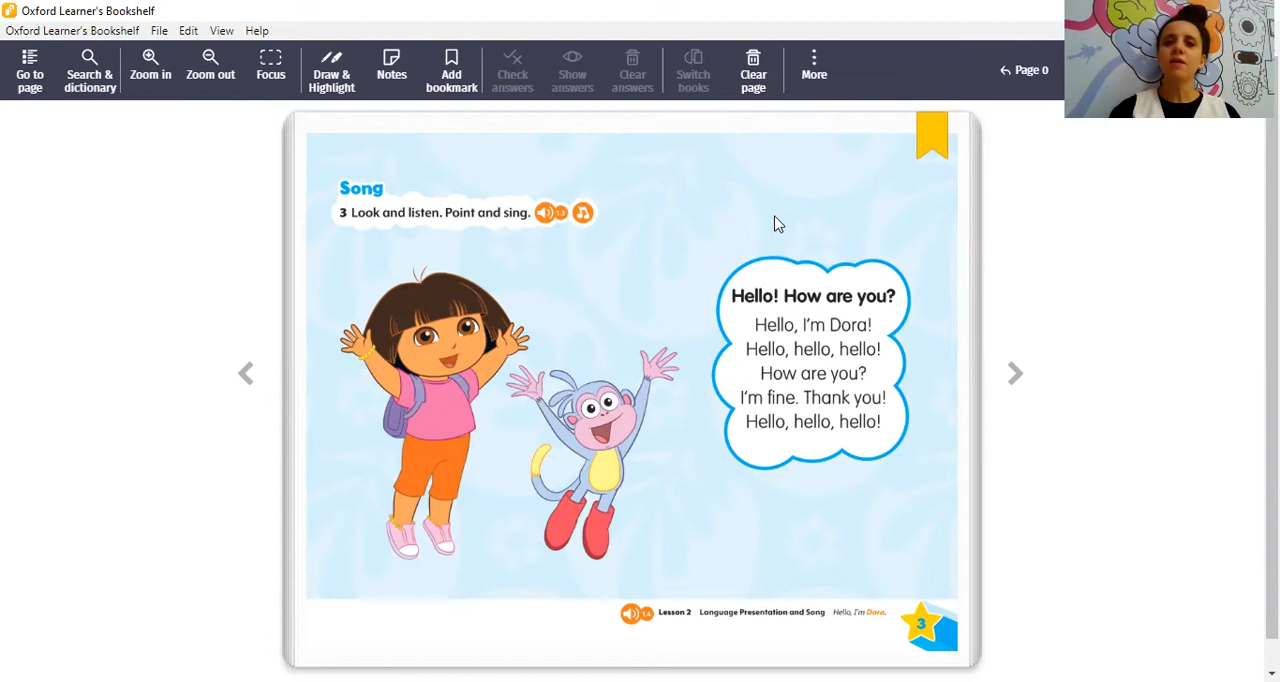 Oxford Learner's Bookshelf
Oxford Learner's Bookshelf File Edit View Help
Go to page
Search & dictionary
Zoom in
Zoom out
Focus
Draw & Highlight
Notes
Add bookmark
Check answers
Show answers
Clear answers
Switch books
Clear page
More
Page 0
Song
3 Look and listen. Point and sing.
Hello! How are you?
Hello, I'm Dora!
Hello, hello, hello!
How are you?
I'm fine. Thank you!
Hello, hello, hello!
Lesson 2 Language Presentation and Song Hello, I'm Dora.
3